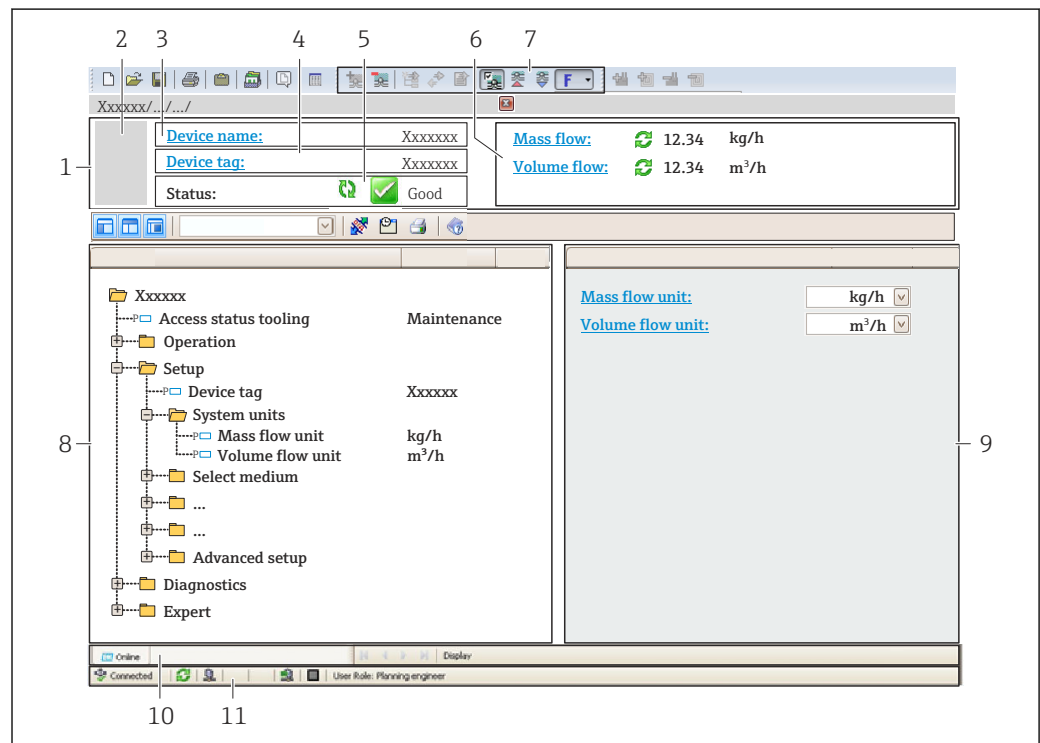 2 3 4 5 6 7
F
Xxxxxx/.../.../
1
Device name: Xxxxxxx
Device tag: Xxxxxxx
Status: Good
Mass flow: 12.34 kg/h
Volume flow: 12.34 m³/h
Xxxxxx
Access status tooling Maintenance
Operation
Setup
Device tag Xxxxxx
System units
Mass flow unit kg/h
Volume flow unit m³/h
Select medium
...
...
Advanced setup
Diagnostics
Expert
8
Mass flow unit: kg/h
Volume flow unit: m³/h
9
Online Display
Connected User Role: Planning engineer
10 11